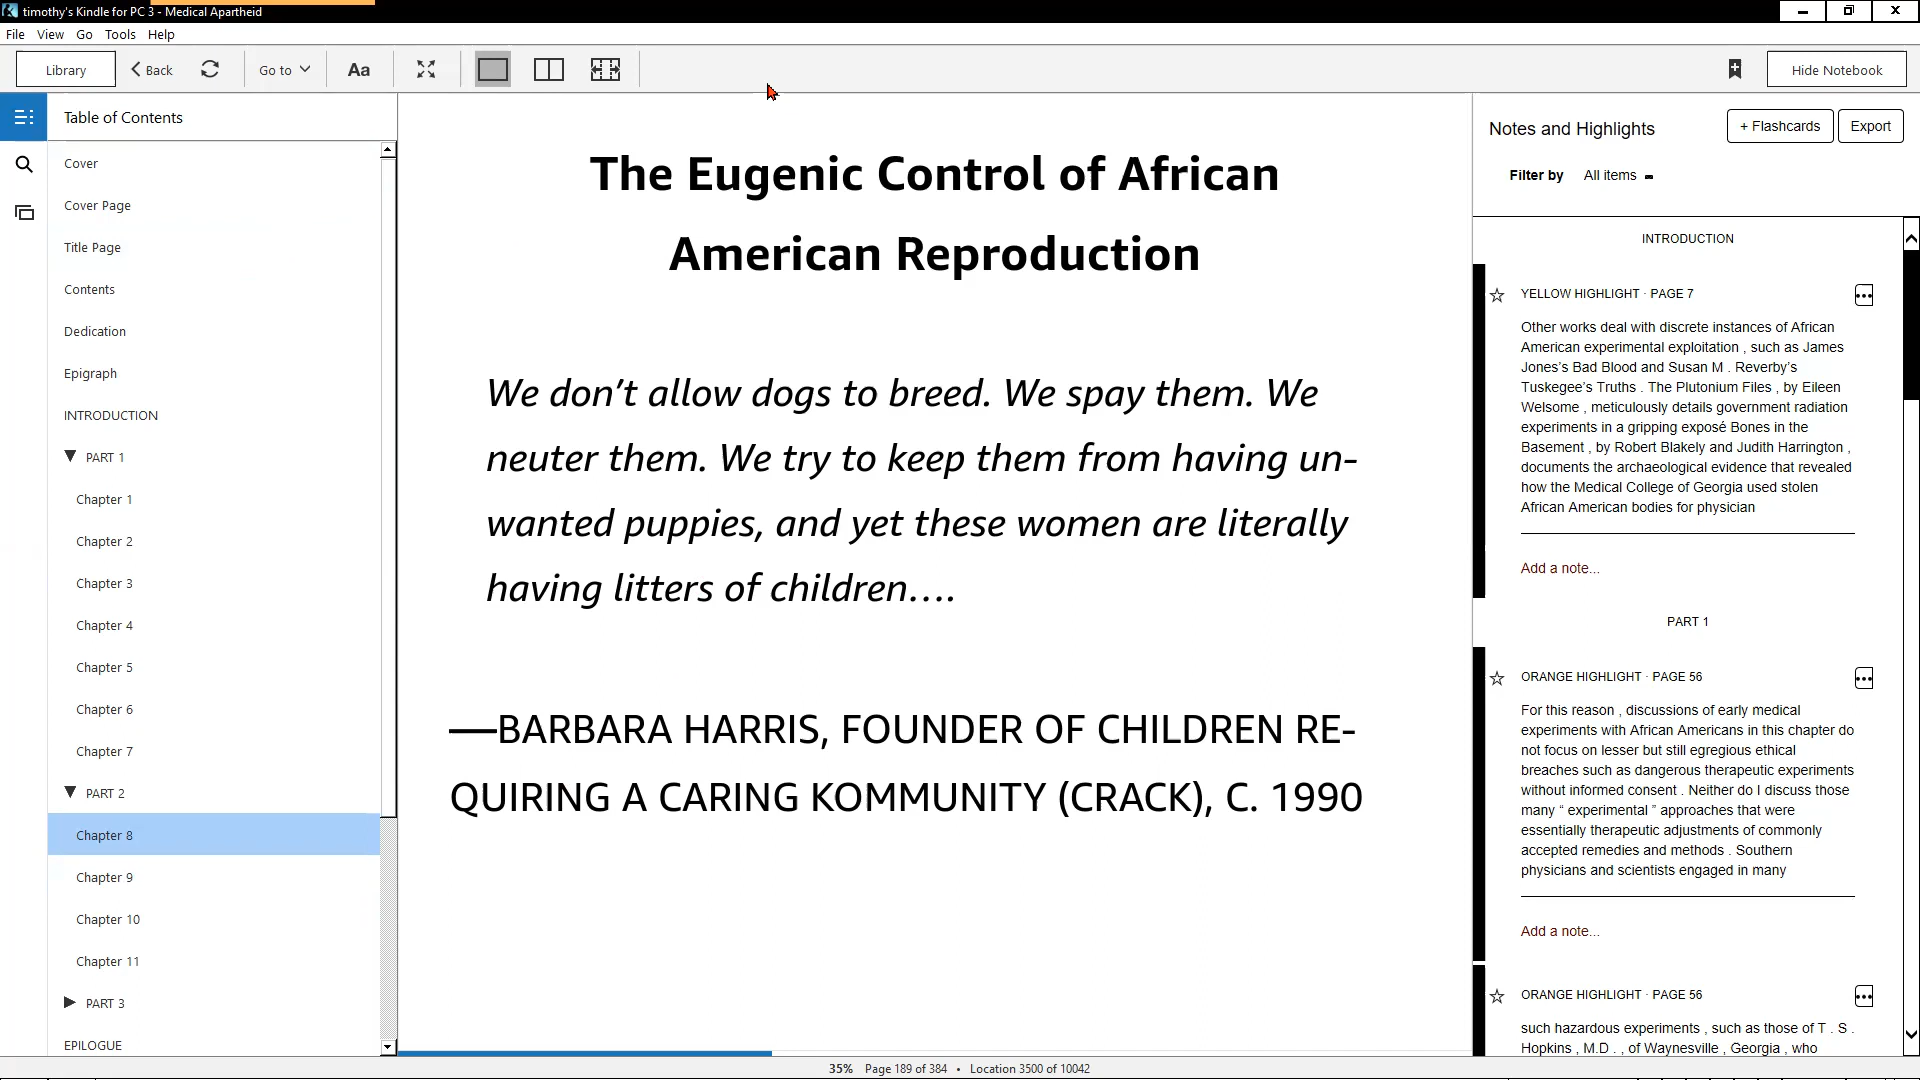 timothy's Kindle for PC 3 - Medical Apartheid
File View Go Tools Help
Library
Back
Go to
Aa
Hide Notebook
Table of Contents
Cover
Cover Page
Title Page
Contents
Dedication
Epigraph
INTRODUCTION
PART 1
Chapter 1
Chapter 2
Chapter 3
Chapter 4
Chapter 5
Chapter 6
Chapter 7
PART 2
Chapter 8
Chapter 9
Chapter 10
Chapter 11
PART 3
EPILOGUE
The Eugenic Control of African
American Reproduction
We don’t allow dogs to breed. We spay them. We
neuter them. We try to keep them from having un-
wanted puppies, and yet these women are literally
having litters of children….
—BARBARA HARRIS, FOUNDER OF CHILDREN RE-
QUIRING A CARING KOMMUNITY (CRACK), C. 1990
Notes and Highlights
+ Flashcards
Export
Filter by All items
INTRODUCTION
YELLOW HIGHLIGHT · PAGE 7
Other works deal with discrete instances of African
American experimental exploitation , such as James
Jones’s Bad Blood and Susan M . Reverby’s
Tuskegee’s Truths . The Plutonium Files , by Eileen
Welsome , meticulously details government radiation
experiments in a gripping exposé Bones in the
Basement , by Robert Blakely and Judith Harrington ,
documents the archaeological evidence that revealed
how the Medical College of Georgia used stolen
African American bodies for physician
Add a note...
PART 1
ORANGE HIGHLIGHT · PAGE 56
For this reason , discussions of early medical
experiments with African Americans in this chapter do
not focus on lesser but still egregious ethical
breaches such as dangerous therapeutic experiments
without informed consent . Neither do I discuss those
many “ experimental ” approaches that were
essentially therapeutic adjustments of commonly
accepted remedies and methods . Southern
physicians and scientists engaged in many
Add a note...
ORANGE HIGHLIGHT · PAGE 56
such hazardous experiments , such as those of T . S .
Hopkins , M.D . , of Waynesville , Georgia , who
35% Page 189 of 384 • Location 3500 of 10042